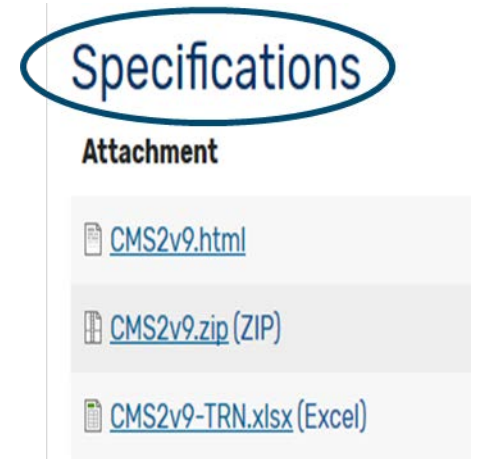 Specifications
Attachment
CMS2v9.html
CMS2v9.zip (ZIP)
CMS2v9-TRN.xlsx (Excel)